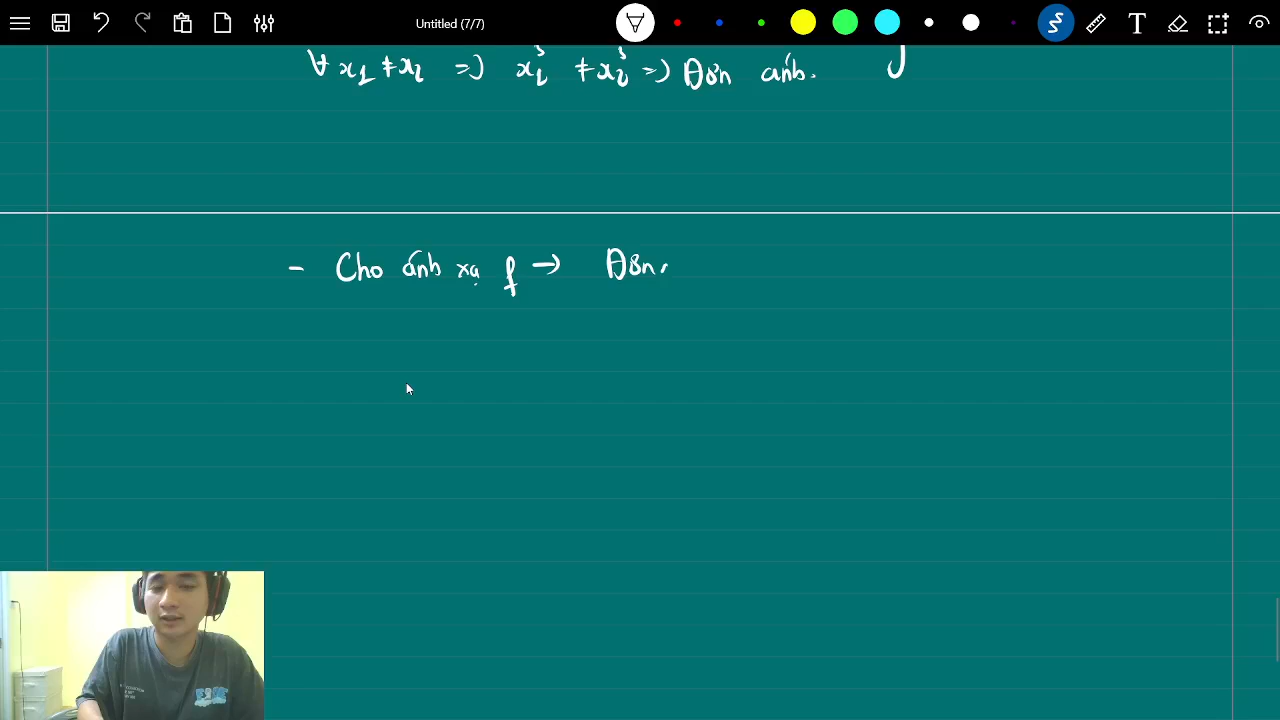 Untitled (7/7)
∀ x₁ ≠ x₂ => x₁³ ≠ x₂³ => Đơn ánh.
- Cho ánh xạ f → Đơn